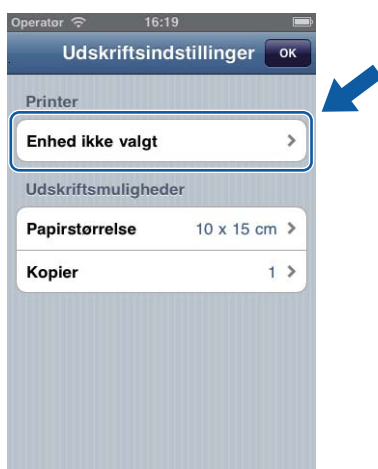 Operatør 16:19
Udskriftsindstillinger OK
Printer
Enhed ikke valgt
Udskriftsmuligheder
Papirstørrelse 10 x 15 cm
Kopier 1